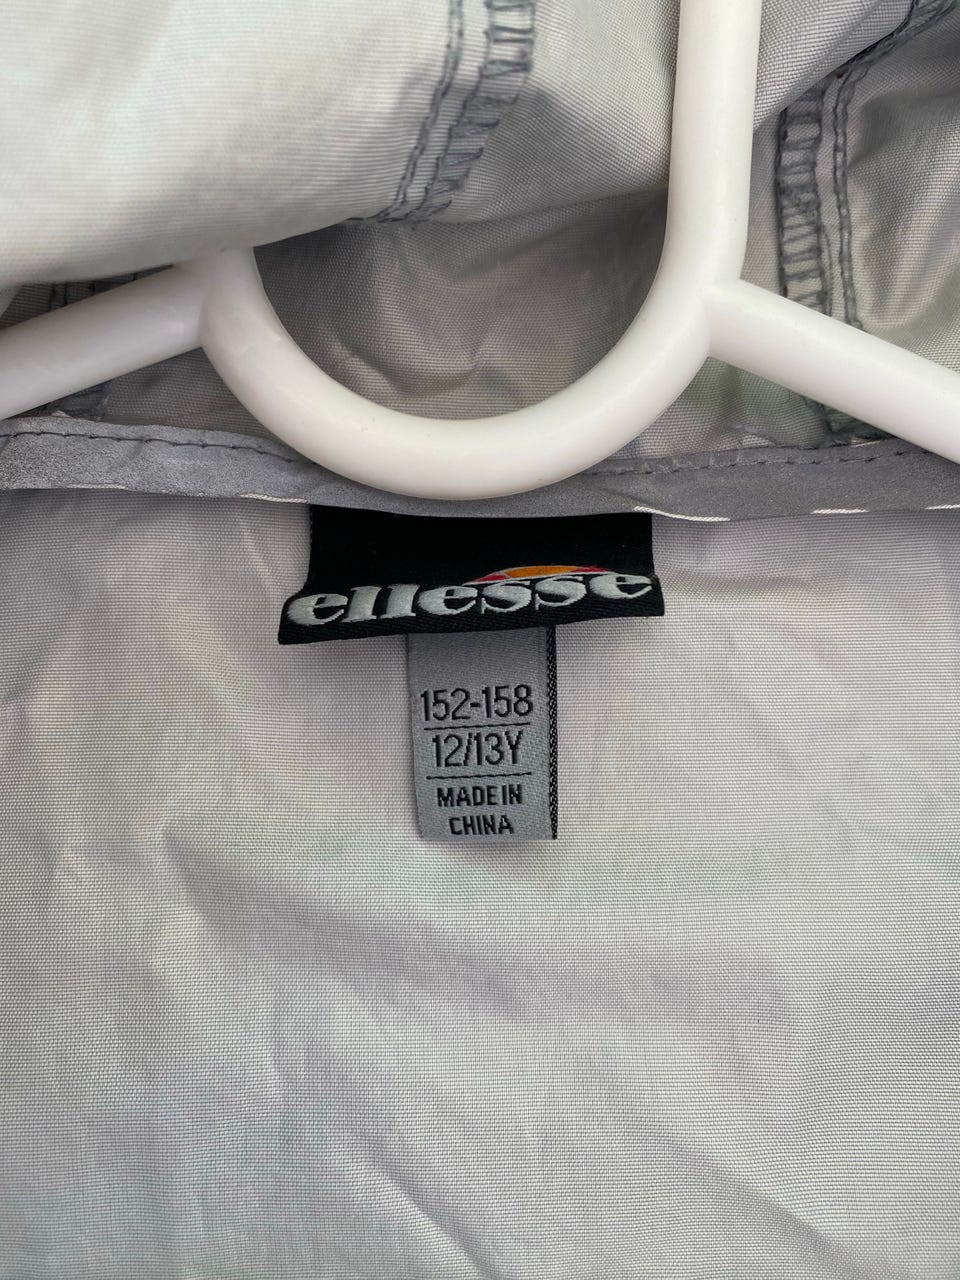 ellesse
152-158
12/13Y
MADE IN
CHINA